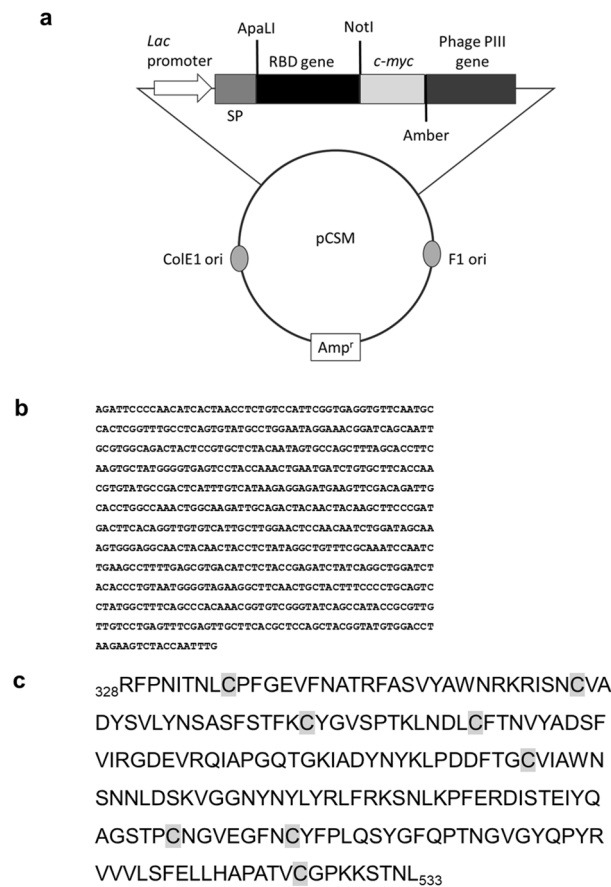 a
ApaLI NotI
Lac promoter RBD gene c-myc Phage PIII gene
SP
Amber
pCSM
ColE1 ori F1 ori
Ampʳ
b
AGATTCCCCAACATCACTAACCTCTGTCCATTCGGTGAGGTGTTCAATGC
CACTCGGTTTGCCTCAGTGTATGCCTGGAATAGGAAACGGATCAGCAATT
GCGTGGCAGACTACTCCGTGCTCTACAATAGTGCCAGCTTTAGCACCTTC
AAGTGCTATGGGGTGAGTCCTACCAAACTGAATGATCTGTGCTTCACCAA
CGTGTATGCCGACTCATTTGTCATAAGAGGAGATGAAGTTCGACAGATTG
CACCTGGCCAAACTGGCAAGATTGCAGACTACAACTACAAGCTTCCCGAT
GACTTCACAGGTTGTGTCATTGCTTGGAACTCCAACAATCTGGATAGCAA
AGTGGGAGGCAACTACAACTACCTCTATAGGCTGTTTCGCAAATCCAATC
TGAAGCCTTTTGAGCGTGACATCTCTACCGAGATCTATCAGGCTGGATCT
ACACCCTGTAATGGGGTAGAAGGCTTCAACTGCTACTTTCCCCTGCAGTC
CTATGGCTTTCAGCCCACAAACGGTGTCGGGTATCAGCCATACCGCGTTG
TTGTCCTGAGTTTCGAGTTGCTTCACGCTCCAGCTACGGTATGTGGACCT
AAGAAGTCTACCAATTTG
c
₃₂₈RFPNITNLCPFGEVFNATRFASVYAWNRKRISNCVA
DYSVLYNSASFSTFKCYGVSPTKLNDLCFTNVYADSF
VIRGDEVRQIAPGQTGKIADYNYKLPDDFTGCVIAWN
SNNLDSKVGGNYNYLYRLFRKSNLKPFERDISTEIYQ
AGSTPCNGVEGFNCYFPLQSYGFQPTNGVGYQPYR
VVVLSFELLHAPATVCGPKKSTNL₅₃₃